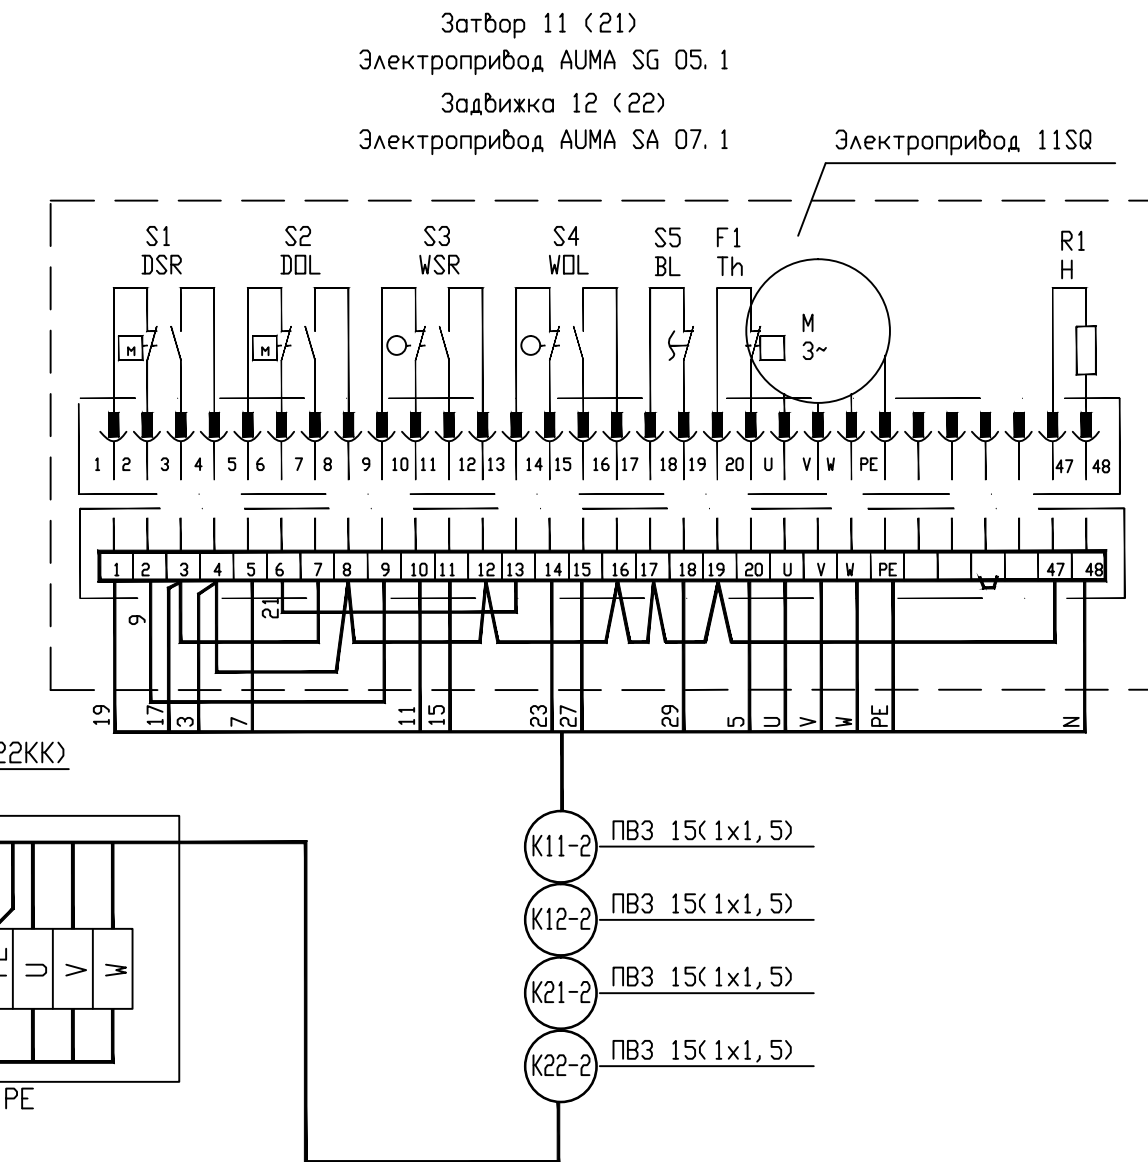 Затвор 11 (21)
Электропривод AUMA SG 05.1
Задвижка 12 (22)
Электропривод AUMA SA 07.1
Электропривод 11SQ
S1 S2 S3 S4 S5 F1 R1
DSR DOL WSR WOL BL Th H
M
3~
M M
1 2 3 4 5 6 7 8 9 10 11 12 13 14 15 16 17 18 19 20 U V W PE 47 48
1 2 3 4 5 6 7 8 9 10 11 12 13 14 15 16 17 18 19 20 U V W PE 47 48
9 21
19 17 3 7 11 15 23 27 29 5 U V W PE N
22KK)
K11-2 ПВ3 15(1x1,5)
K12-2 ПВ3 15(1x1,5)
K21-2 ПВ3 15(1x1,5)
K22-2 ПВ3 15(1x1,5)
U V W
PE